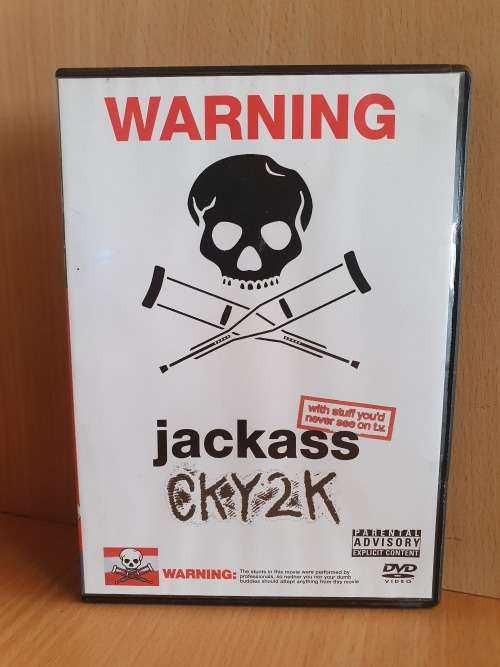 WARNING
with stuff you'd
never see on t.v.
jackass
CKY2K
PARENTAL
ADVISORY
EXPLICIT CONTENT
WARNING: The stunts in this movie were performed by
professionals, so neither you nor your dumb
buddies should attept anything from this movie
DVD
VIDEO